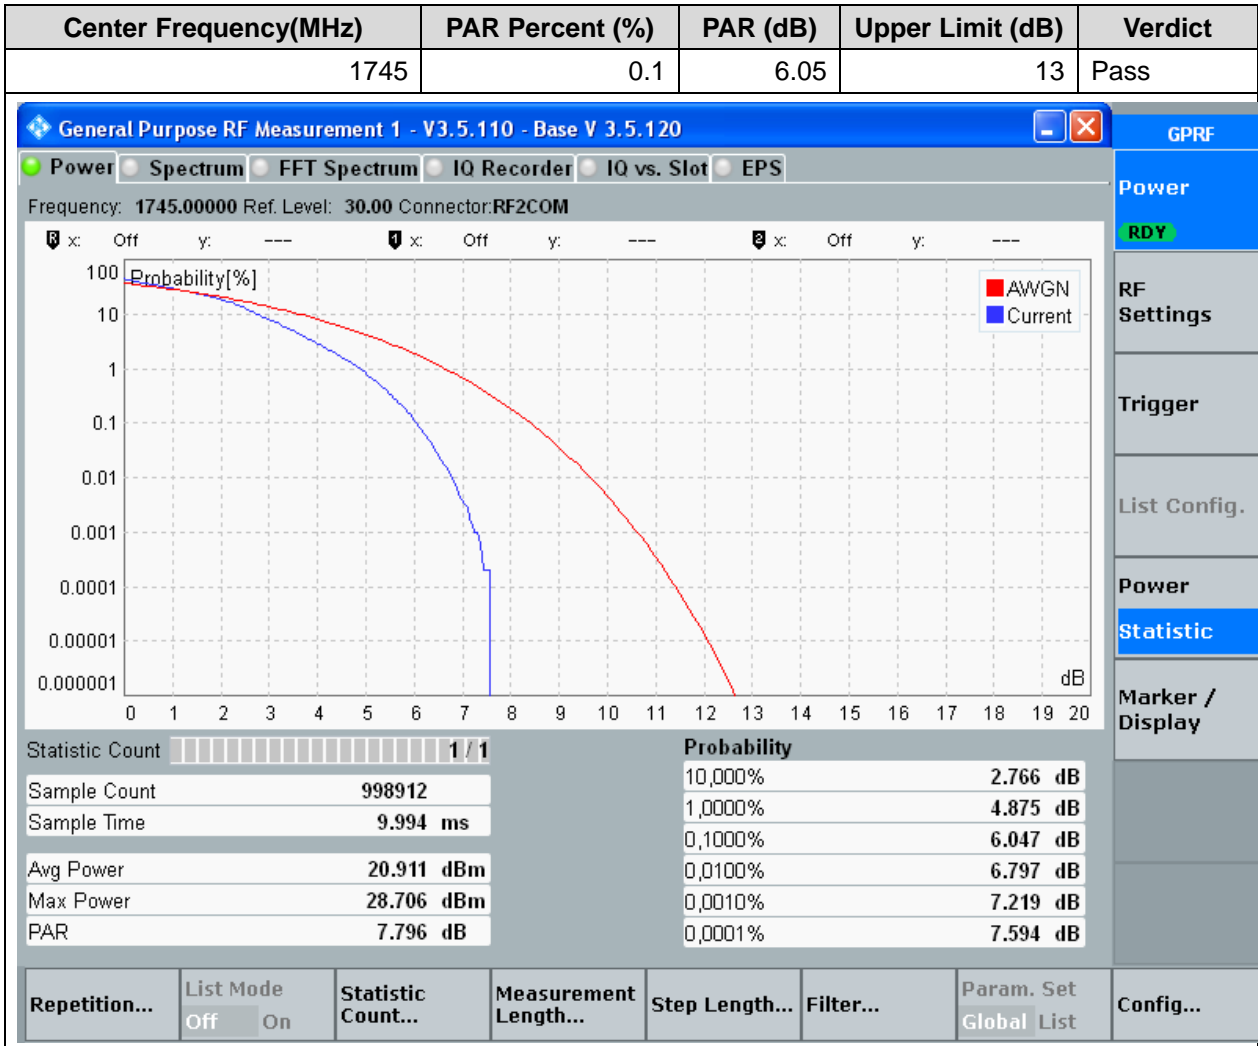 Center Frequency(MHz) PAR Percent (%) PAR (dB) Upper Limit (dB) Verdict
1745 0.1 6.05 13 Pass
General Purpose RF Measurement 1 - V3.5.110 - Base V 3.5.120
GPRF
Power Spectrum FFT Spectrum IQ Recorder IQ vs. Slot EPS
Frequency: 1745.00000 Ref. Level: 30.00 Connector:RF2COM
R x: Off y: --- 1 x: Off y: --- 2 x: Off y: ---
Probability[%]
AWGN
Current
100
10
1
0.1
0.01
0.001
0.0001
0.00001
0.000001
dB
0 1 2 3 4 5 6 7 8 9 10 11 12 13 14 15 16 17 18 19 20
Statistic Count 1 / 1
Sample Count 998912
Sample Time 9.994 ms
Avg Power 20.911 dBm
Max Power 28.706 dBm
PAR 7.796 dB
Probability
10,000% 2.766 dB
1,0000% 4.875 dB
0,1000% 6.047 dB
0,0100% 6.797 dB
0,0010% 7.219 dB
0,0001% 7.594 dB
Power
RDY
RF
Settings
Trigger
List Config.
Power
Statistic
Marker /
Display
Repetition...
List Mode
Off On
Statistic
Count...
Measurement
Length...
Step Length...
Filter...
Param. Set
Global List
Config...